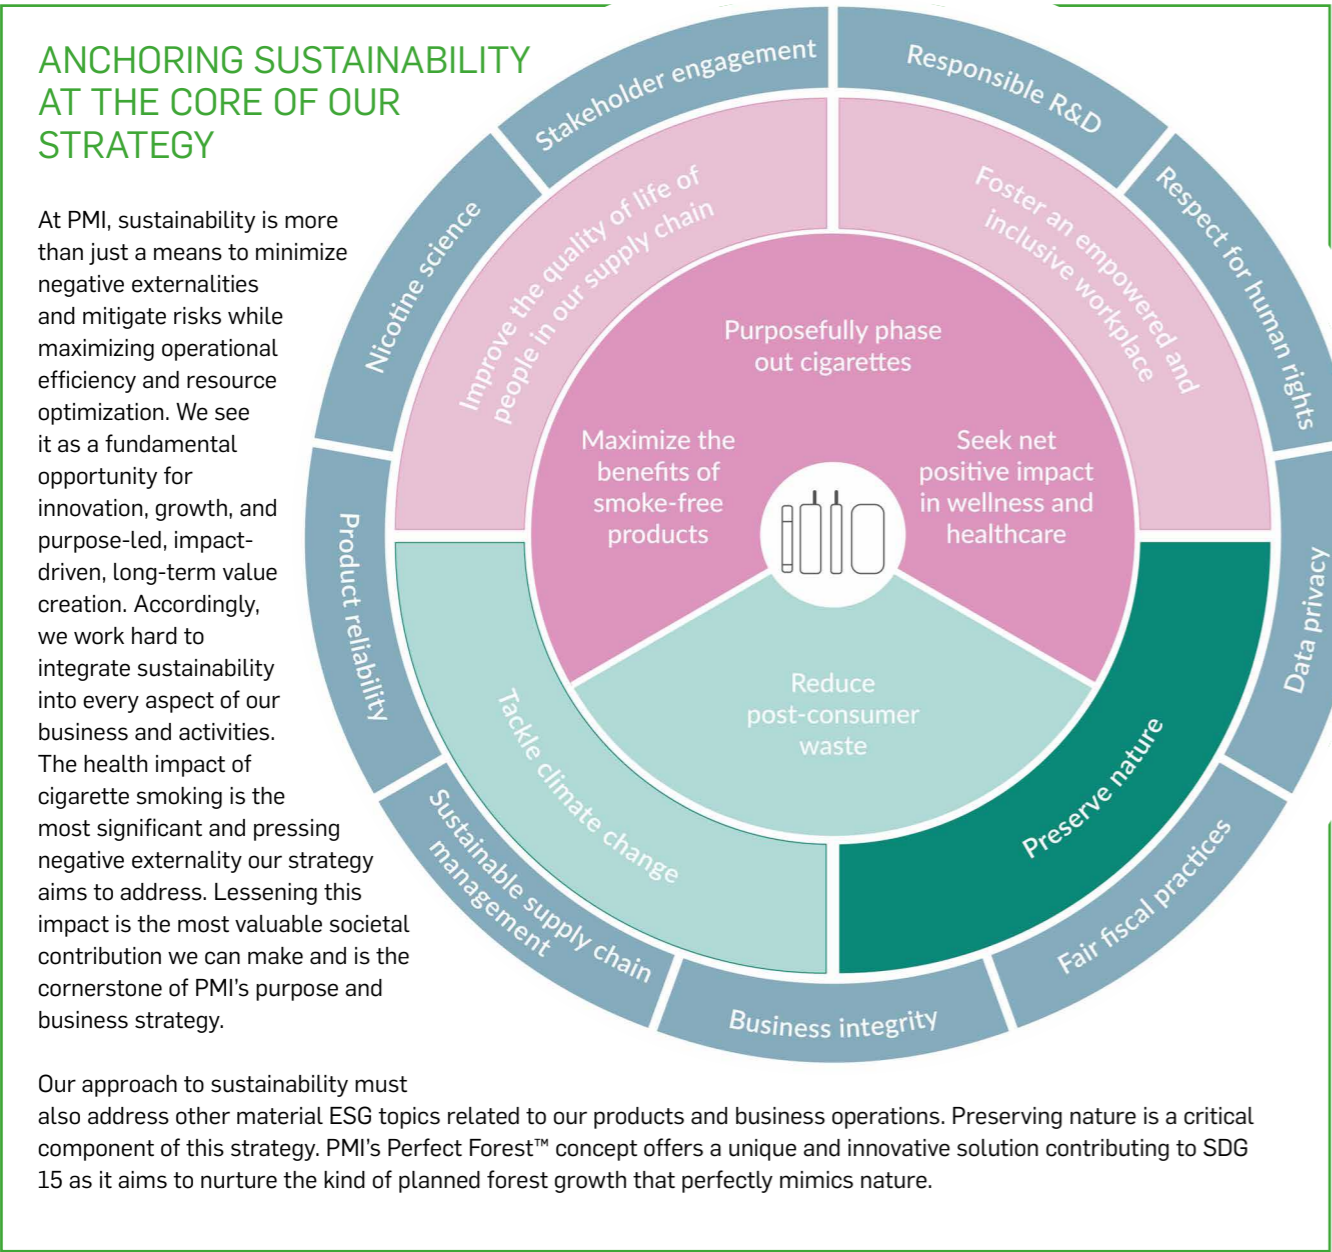 ANCHORING SUSTAINABILITY
AT THE CORE OF OUR
STRATEGY
At PMI, sustainability is more
than just a means to minimize
negative externalities
and mitigate risks while
maximizing operational
efficiency and resource
optimization. We see
it as a fundamental
opportunity for
innovation, growth, and
purpose-led, impact-
driven, long-term value
creation. Accordingly,
we work hard to
integrate sustainability
into every aspect of our
business and activities.
The health impact of
cigarette smoking is the
most significant and pressing
negative externality our strategy
aims to address. Lessening this
impact is the most valuable societal
contribution we can make and is the
cornerstone of PMI's purpose and
business strategy.
Our approach to sustainability must
also address other material ESG topics related to our products and business operations. Preserving nature is a critical
component of this strategy. PMI's Perfect Forest™ concept offers a unique and innovative solution contributing to SDG
15 as it aims to nurture the kind of planned forest growth that perfectly mimics nature.
Stakeholder engagement
Responsible R&D
Respect for human rights
Data privacy
Fair fiscal practices
Business integrity
Sustainable supply chain
management
Product reliability
Nicotine science
Improve the quality of life of
people in our supply chain
Foster an empowered and
inclusive workplace
Preserve nature
Tackle climate change
Purposefully phase
out cigarettes
Maximize the
benefits of
smoke-free
products
Seek net
positive impact
in wellness and
healthcare
Reduce
post-consumer
waste